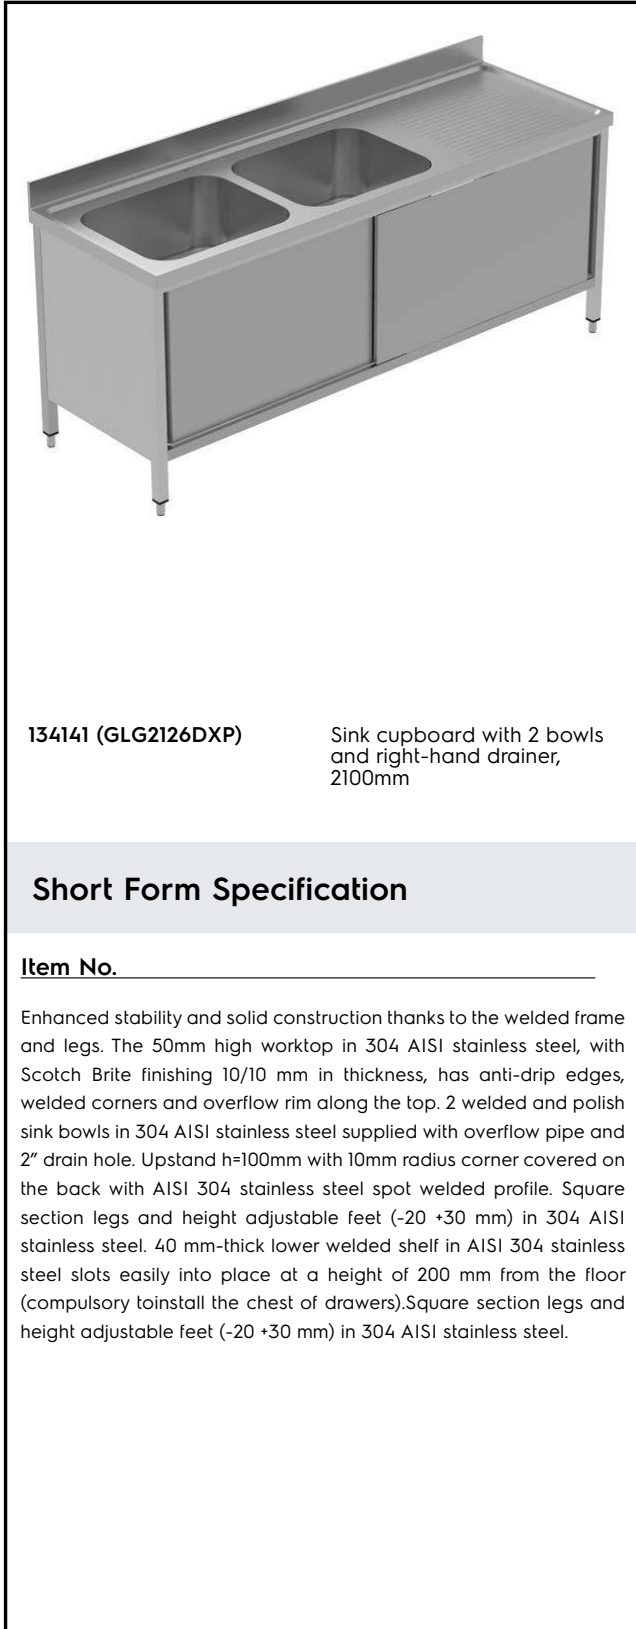 134141 (GLG2126DXP)
Sink cupboard with 2 bowls
and right-hand drainer,
2100mm
Short Form Specification
Item No.
Enhanced stability and solid construction thanks to the welded frame
and legs. The 50mm high worktop in 304 AISI stainless steel, with
Scotch Brite finishing 10/10 mm in thickness, has anti-drip edges,
welded corners and overflow rim along the top. 2 welded and polish
sink bowls in 304 AISI stainless steel supplied with overflow pipe and
2” drain hole. Upstand h=100mm with 10mm radius corner covered on
the back with AISI 304 stainless steel spot welded profile. Square
section legs and height adjustable feet (-20 +30 mm) in 304 AISI
stainless steel. 40 mm-thick lower welded shelf in AISI 304 stainless
steel slots easily into place at a height of 200 mm from the floor
(compulsory toinstall the chest of drawers).Square section legs and
height adjustable feet (-20 +30 mm) in 304 AISI stainless steel.